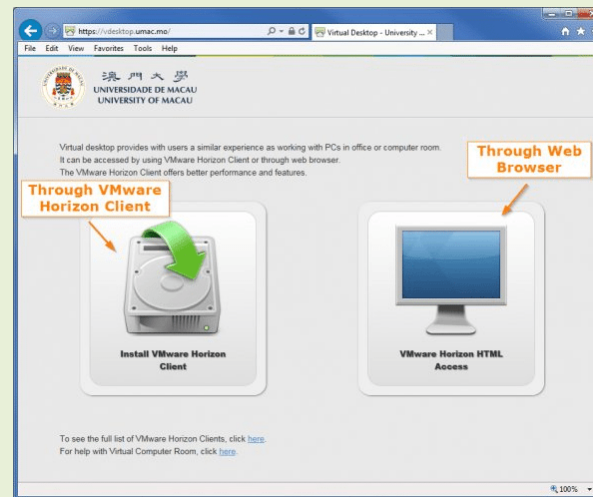 https://vdesktop.umac.mo/
Virtual Desktop - University ...
File Edit View Favorites Tools Help
澳門大學
UNIVERSIDADE DE MACAU
UNIVERSITY OF MACAU
Virtual desktop provides with users a similar experience as working with PCs in office or computer room.
It can be accessed by using VMware Horizon Client or through web browser.
The VMware Horizon Client offers better performance and features.
Through VMware
Horizon Client
Through Web
Browser
Install VMware Horizon
Client
VMware Horizon HTML
Access
To see the full list of VMware Horizon Clients, click here.
For help with Virtual Computer Room, click here.
100%